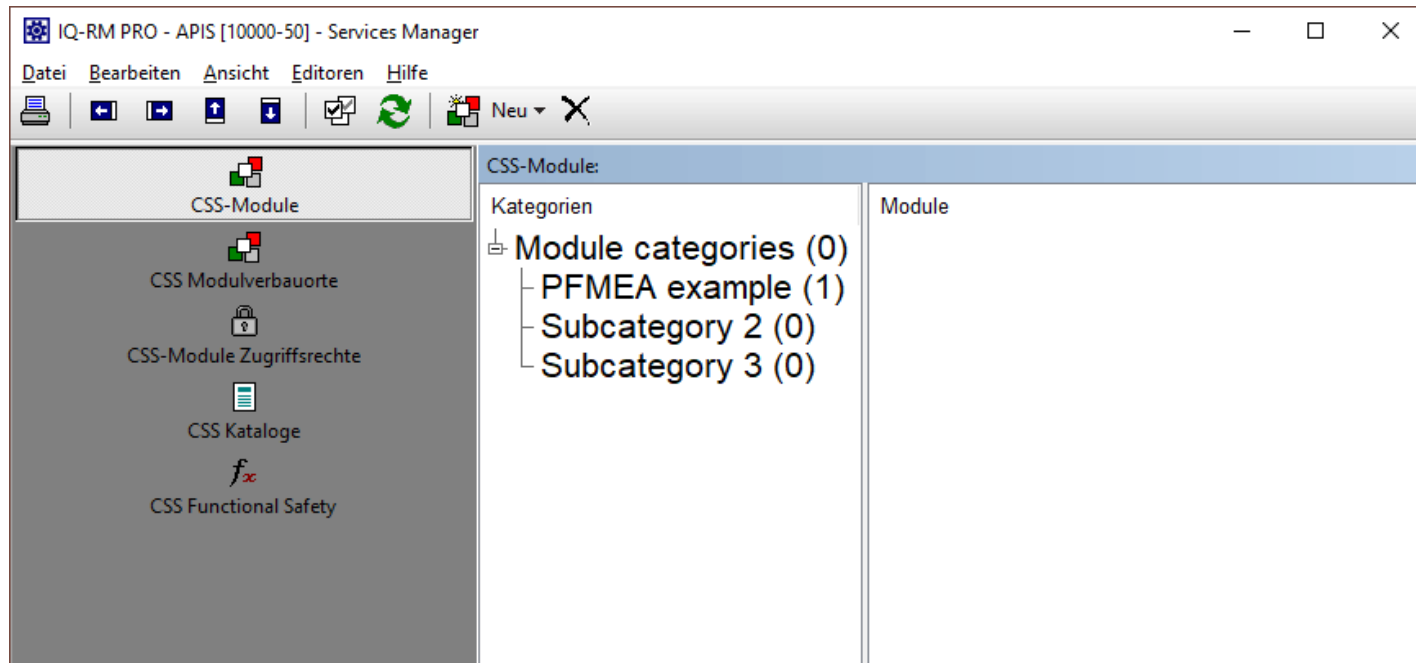 IQ-RM PRO - APIS [10000-50] - Services Manager
Datei Bearbeiten Ansicht Editoren Hilfe
Neu
CSS-Module
CSS Modulverbauorte
CSS-Module Zugriffsrechte
CSS Kataloge
fx
CSS Functional Safety
CSS-Module:
Kategorien
Module categories (0)
PFMEA example (1)
Subcategory 2 (0)
Subcategory 3 (0)
Module